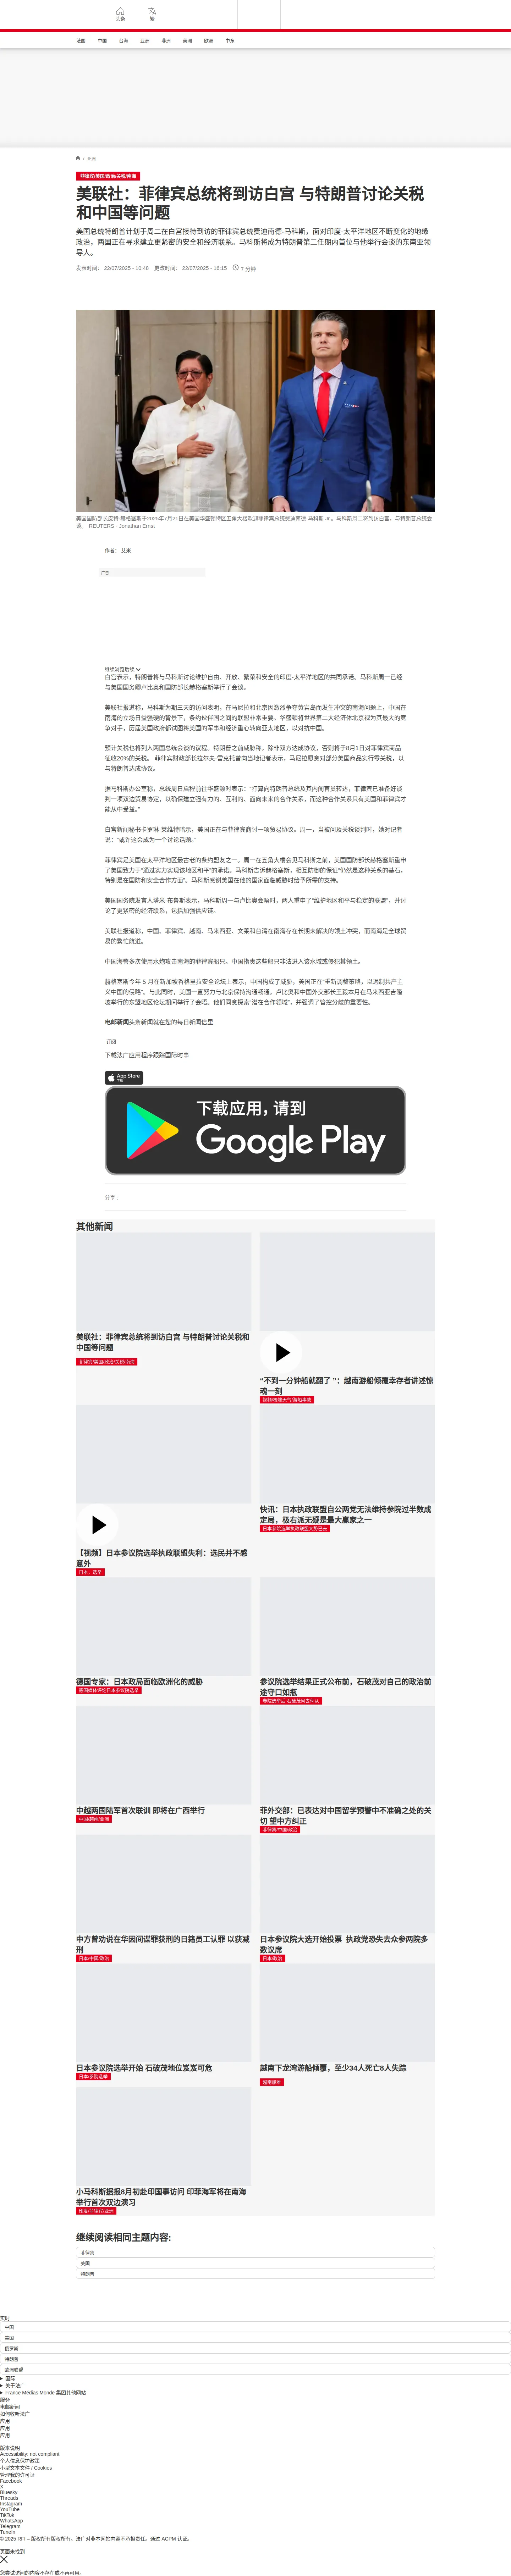 头条
繁
法国
中国
台海
亚洲
非洲
美洲
欧洲
中东
/ 亚洲
菲律宾/美国/政治/关税/南海
美联社：菲律宾总统将到访白宫 与特朗普讨论关税
和中国等问题
美国总统特朗普计划于周二在白宫接待到访的菲律宾总统费迪南德·马科斯，面对印度-太平洋地区不断变化的地缘
政治，两国正在寻求建立更紧密的安全和经济联系。马科斯将成为特朗普第二任期内首位与他举行会谈的东南亚领
导人。
发表时间： 22/07/2025 - 10:46 更改时间： 22/07/2025 - 16:15 7 分钟
美国国防部长皮特·赫格塞斯于2025年7月21日在美国华盛顿特区五角大楼欢迎菲律宾总统费迪南德·马科斯 Jr.。马科斯周二将到访白宫，与特朗普总统会
谈。 REUTERS - Jonathan Ernst
作者： 艾米
广告
继续浏览后续
白宫表示，特朗普将与马科斯讨论维护自由、开放、繁荣和安全的印度-太平洋地区的共同承诺。马科斯周一已经
与美国国务卿卢比奥和国防部长赫格塞斯举行了会谈。
美联社报道称，马科斯为期三天的访问表明，在马尼拉和北京因激烈争夺黄岩岛而发生冲突的南海问题上，中国在
南海的立场日益强硬的背景下，条约伙伴国之间的联盟非常重要。华盛顿将世界第二大经济体北京视为其最大的竞
争对手，历届美国政府都试图将美国的军事和经济重心转向亚太地区，以对抗中国。
预计关税也将列入两国总统会谈的议程。特朗普之前威胁称，除非双方达成协议，否则将于8月1日对菲律宾商品
征收20%的关税。 菲律宾财政部长拉尔夫·雷克托曾向当地记者表示，马尼拉愿意对部分美国商品实行零关税，以
与特朗普达成协议。
据马科斯办公室称，总统周日启程前往华盛顿时表示：“打算向特朗普总统及其内阁官员转达，菲律宾已准备好谈
判一项双边贸易协定，以确保建立强有力的、互利的、面向未来的合作关系，而这种合作关系只有美国和菲律宾才
能从中受益。”
白宫新闻秘书卡罗琳·莱维特暗示，美国正在与菲律宾商讨一项贸易协议。周一，当被问及关税谈判时，她对记者
说：“或许这会成为一个讨论话题。”
菲律宾是美国在太平洋地区最古老的条约盟友之一。周一在五角大楼会见马科斯之前，美国国防部长赫格塞斯重申
了美国致力于“通过实力实现该地区和平”的承诺。马科斯告诉赫格塞斯，相互防御的保证“仍然是这种关系的基石，
特别是在国防和安全合作方面”。马科斯感谢美国在他的国家面临威胁时给予所需的支持。
美国国务院发言人塔米·布鲁斯表示，马科斯周一与卢比奥会晤时，两人重申了“维护地区和平与稳定的联盟”，并讨
论了更紧密的经济联系，包括加强供应链。
美联社报道称，中国、菲律宾、越南、马来西亚、文莱和台湾在南海存在长期未解决的领土冲突，而南海是全球贸
易的繁忙航道。
中国海警多次使用水炮攻击南海的菲律宾船只。中国指责这些船只非法进入该水域或侵犯其领土。
赫格塞斯今年 5 月在新加坡香格里拉安全论坛上表示，中国构成了威胁，美国正在“重新调整策略，以遏制共产主
义中国的侵略”。与此同时，美国一直努力与北京保持沟通畅通。卢比奥和中国外交部长王毅本月在马来西亚吉隆
坡举行的东盟地区论坛期间举行了会晤。他们同意探索“潜在合作领域”，并强调了管控分歧的重要性。
电邮新闻头条新闻就在您的每日新闻信里
订阅
下载法广应用程序跟踪国际时事
App Store
下载
下载应用，请到
Google Play
分享 :
其他新闻
美联社：菲律宾总统将到访白宫 与特朗普讨论关税和
中国等问题
菲律宾/美国/政治/关税/南海
“不到一分钟船就翻了 ”：越南游船倾覆幸存者讲述惊
魂一刻
视频/极端天气/游船事故
【视频】日本参议院选举执政联盟失利：选民并不感
意外
日本，选举
快讯：日本执政联盟自公两党无法维持参院过半数成
定局，极右派无疑是最大赢家之一
日本参院选举执政联盟大势已去
德国专家：日本政局面临欧洲化的威胁
德国媒体评论日本参议院选举
参议院选举结果正式公布前，石破茂对自己的政治前
途守口如瓶
参院选举后 石破茂何去何从
中越两国陆军首次联训 即将在广西举行
中国/越南/亚洲
菲外交部：已表达对中国留学预警中不准确之处的关
切 望中方纠正
菲律宾/中国/政治
中方曾劝说在华因间谍罪获刑的日籍员工认罪 以获减
刑
日本/中国/政治
日本参议院大选开始投票 执政党恐失去众参两院多
数议席
日本/政治
日本参议院选举开始 石破茂地位岌岌可危
日本/参院选举
越南下龙湾游船倾覆，至少34人死亡8人失踪
越南船难
小马科斯据报8月初赴印国事访问 印菲海军将在南海
举行首次双边演习
印度/菲律宾/亚洲
继续阅读相同主题内容:
菲律宾
美国
特朗普
实时
中国
美国
俄罗斯
特朗普
欧洲联盟
国际
关于法广
France Médias Monde 集团其他网站
服务
电邮新闻
如何收听法广
应用
应用
应用
版本说明
Accessibility: not compliant
个人信息保护政策
小型文本文件 / Cookies
管理我的许可证
Facebook
X
Bluesky
Threads
Instagram
YouTube
TikTok
WhatsApp
Telegram
TuneIn
© 2025 RFI – 版权所有版权所有。法广对非本网站内容不承担责任。通过 ACPM 认证。
页面未找到
您尝试访问的内容不存在或不再可用。